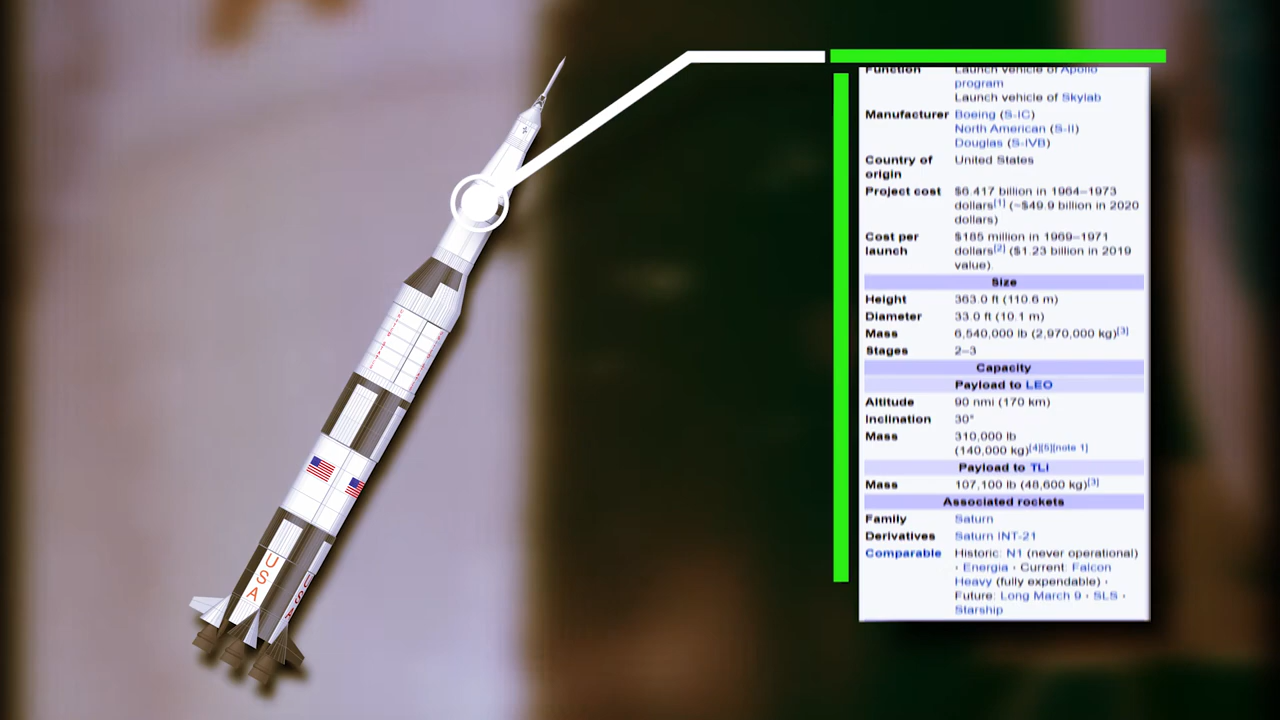 Function Launch vehicle of Apollo
program
Launch vehicle of Skylab
Manufacturer Boeing (S-IC)
North American (S-II)
Douglas (S-IVB)
Country of United States
origin
Project cost $6.417 billion in 1964–1973
dollars[1] (~$49.9 billion in 2020
dollars)
Cost per $185 million in 1969–1971
launch dollars[2] ($1.23 billion in 2019
value).
Size
Height 363.0 ft (110.6 m)
Diameter 33.0 ft (10.1 m)
Mass 6,540,000 lb (2,970,000 kg)[3]
Stages 2–3
Capacity
Payload to LEO
Altitude 90 nmi (170 km)
Inclination 30°
Mass 310,000 lb
(140,000 kg)[4][5][note 1]
Payload to TLI
Mass 107,100 lb (48,600 kg)[3]
Associated rockets
Family Saturn
Derivatives Saturn INT-21
Comparable Historic: N1 (never operational)
· Energia · Current: Falcon
Heavy (fully expendable) ·
Future: Long March 9 · SLS ·
Starship
USA
USA